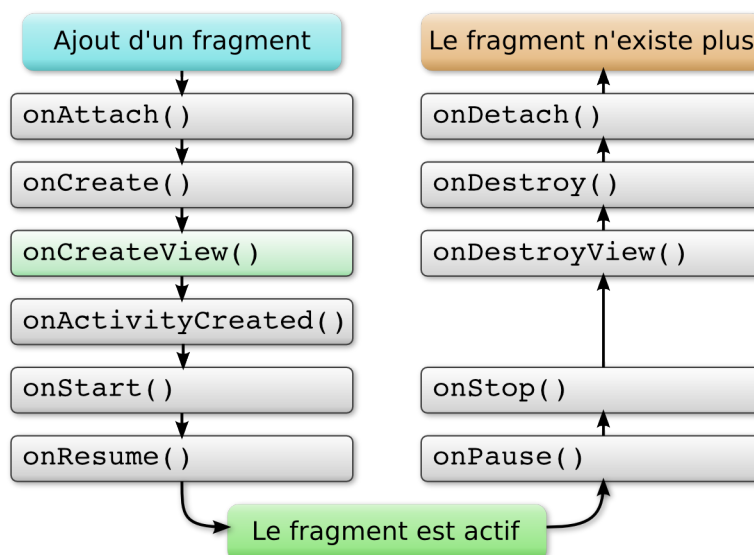 Ajout d'un fragment
onAttach()
onCreate()
onCreateView()
onActivityCreated()
onStart()
onResume()
Le fragment est actif
Le fragment n'existe plus
onDetach()
onDestroy()
onDestroyView()
onStop()
onPause()